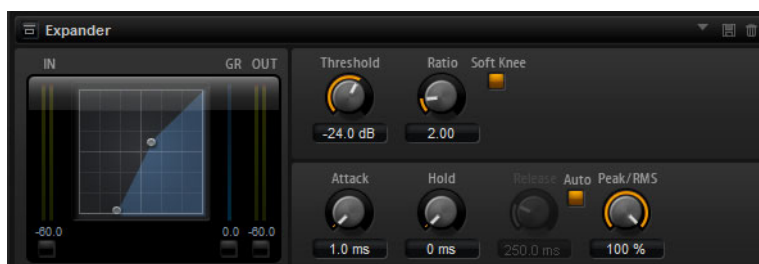 Expander
IN GR OUT
Threshold Ratio Soft Knee
-24.0 dB 2.00
Attack Hold Release Auto Peak/RMS
-60.0 0.0 -60.0
1.0 ms 0 ms 250.0 ms 100 %